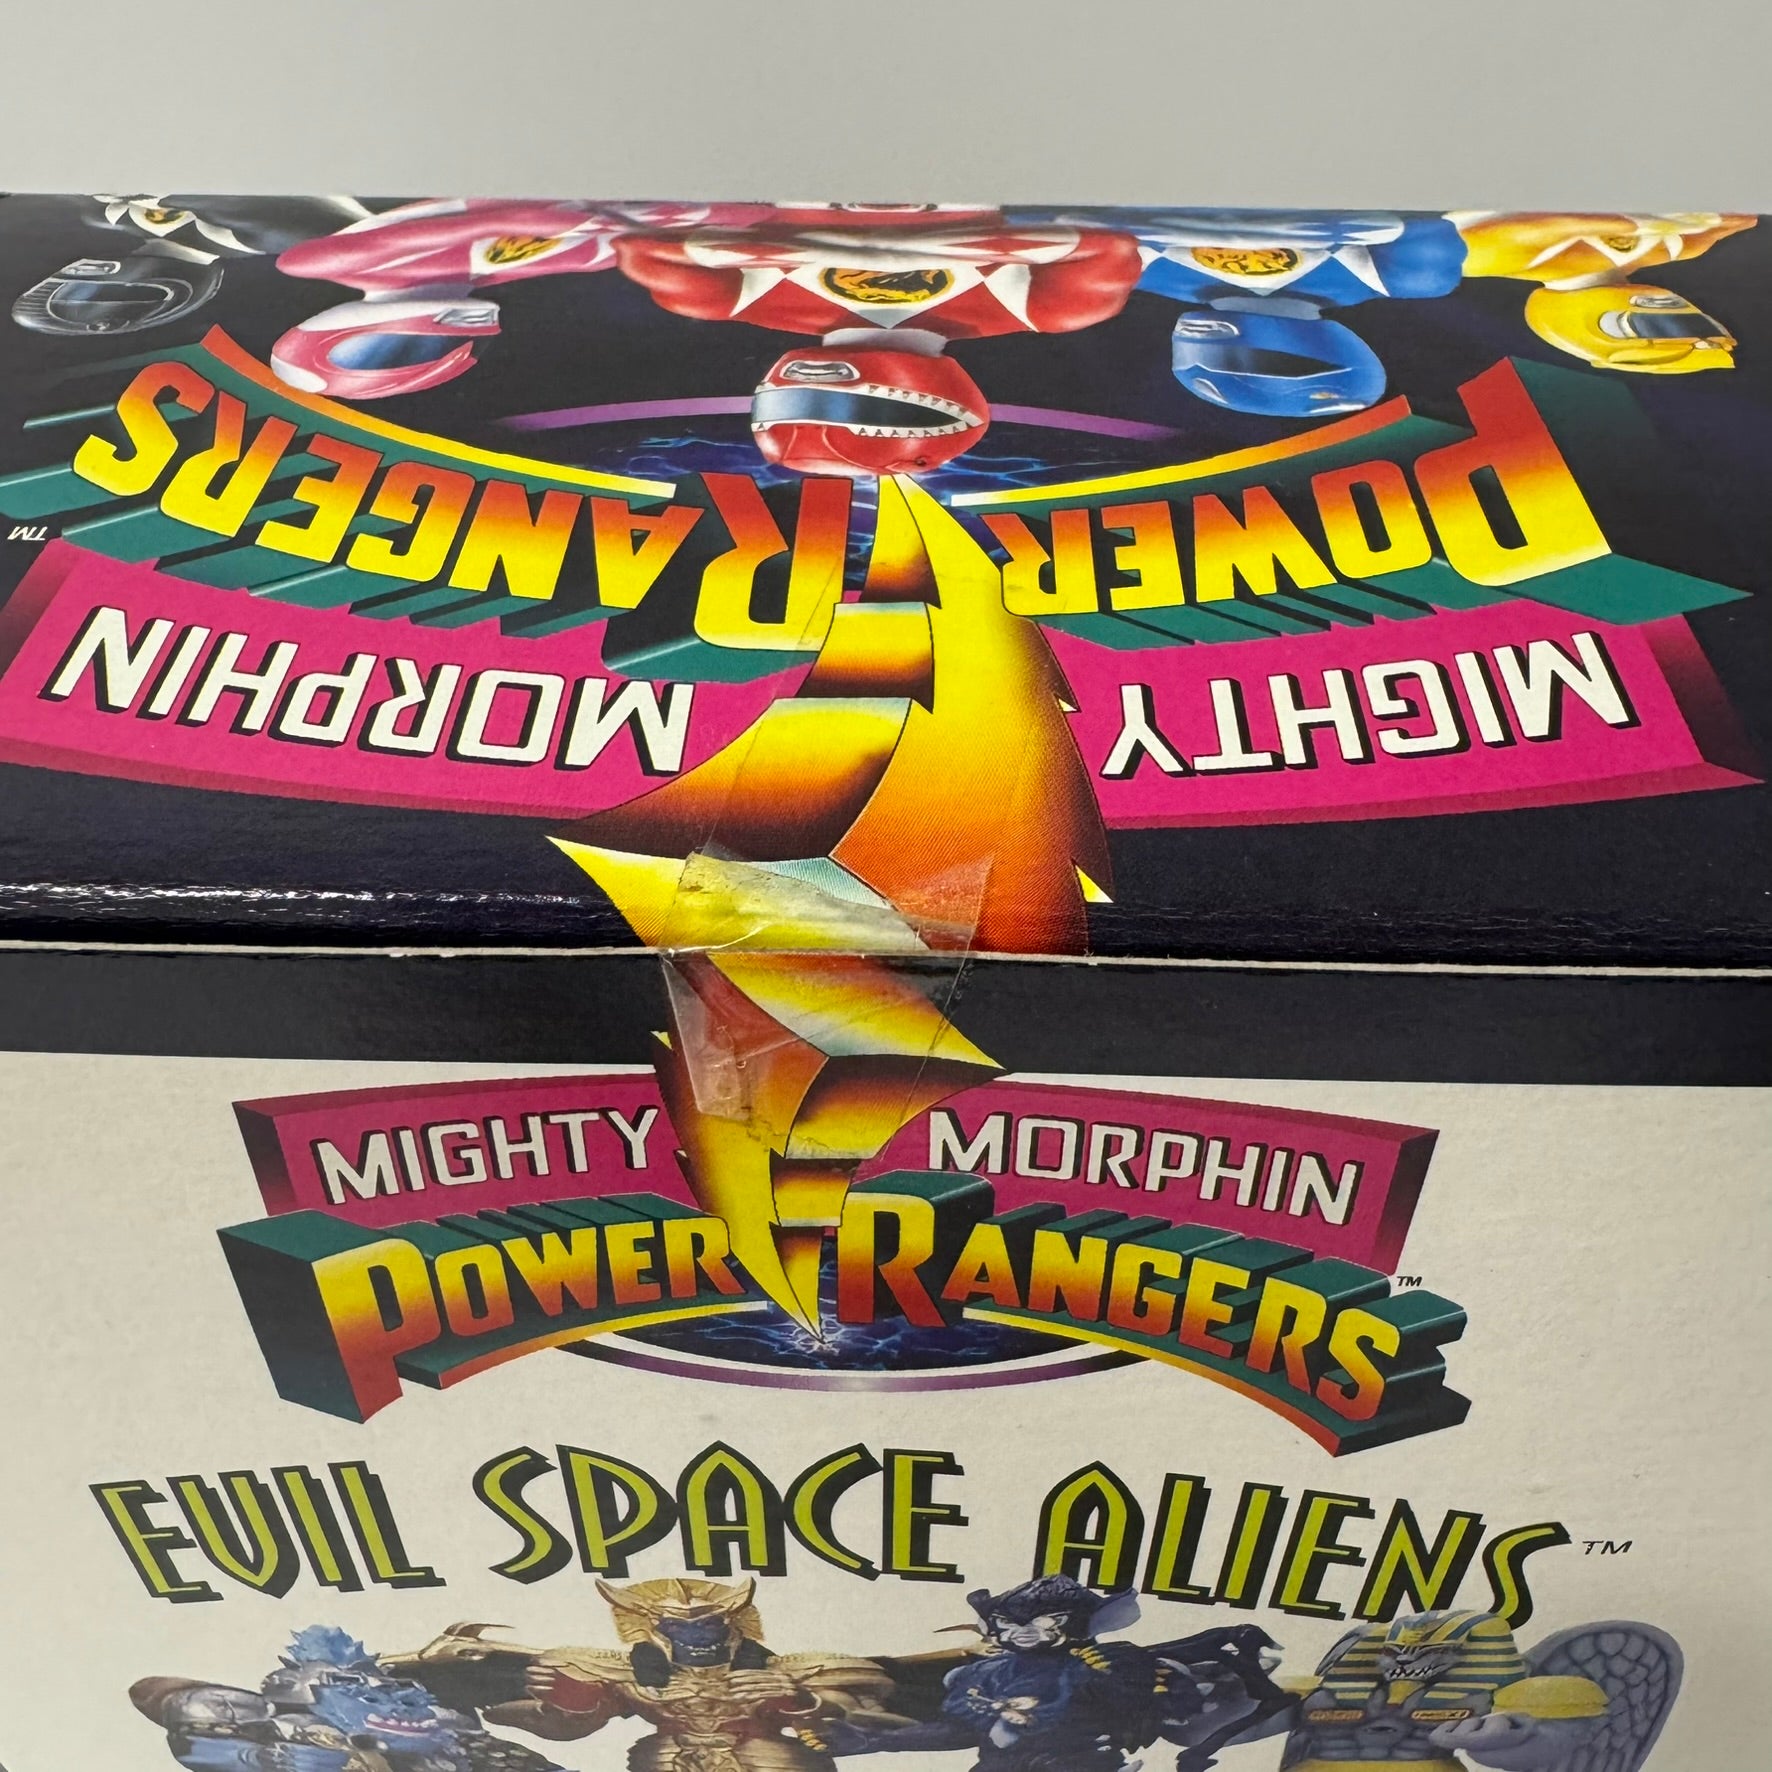 MIGHTY MORPHIN
POWER RANGERS
TM
MIGHTY MORPHIN
POWER RANGERS
TM
EVIL SPACE ALIENS
TM